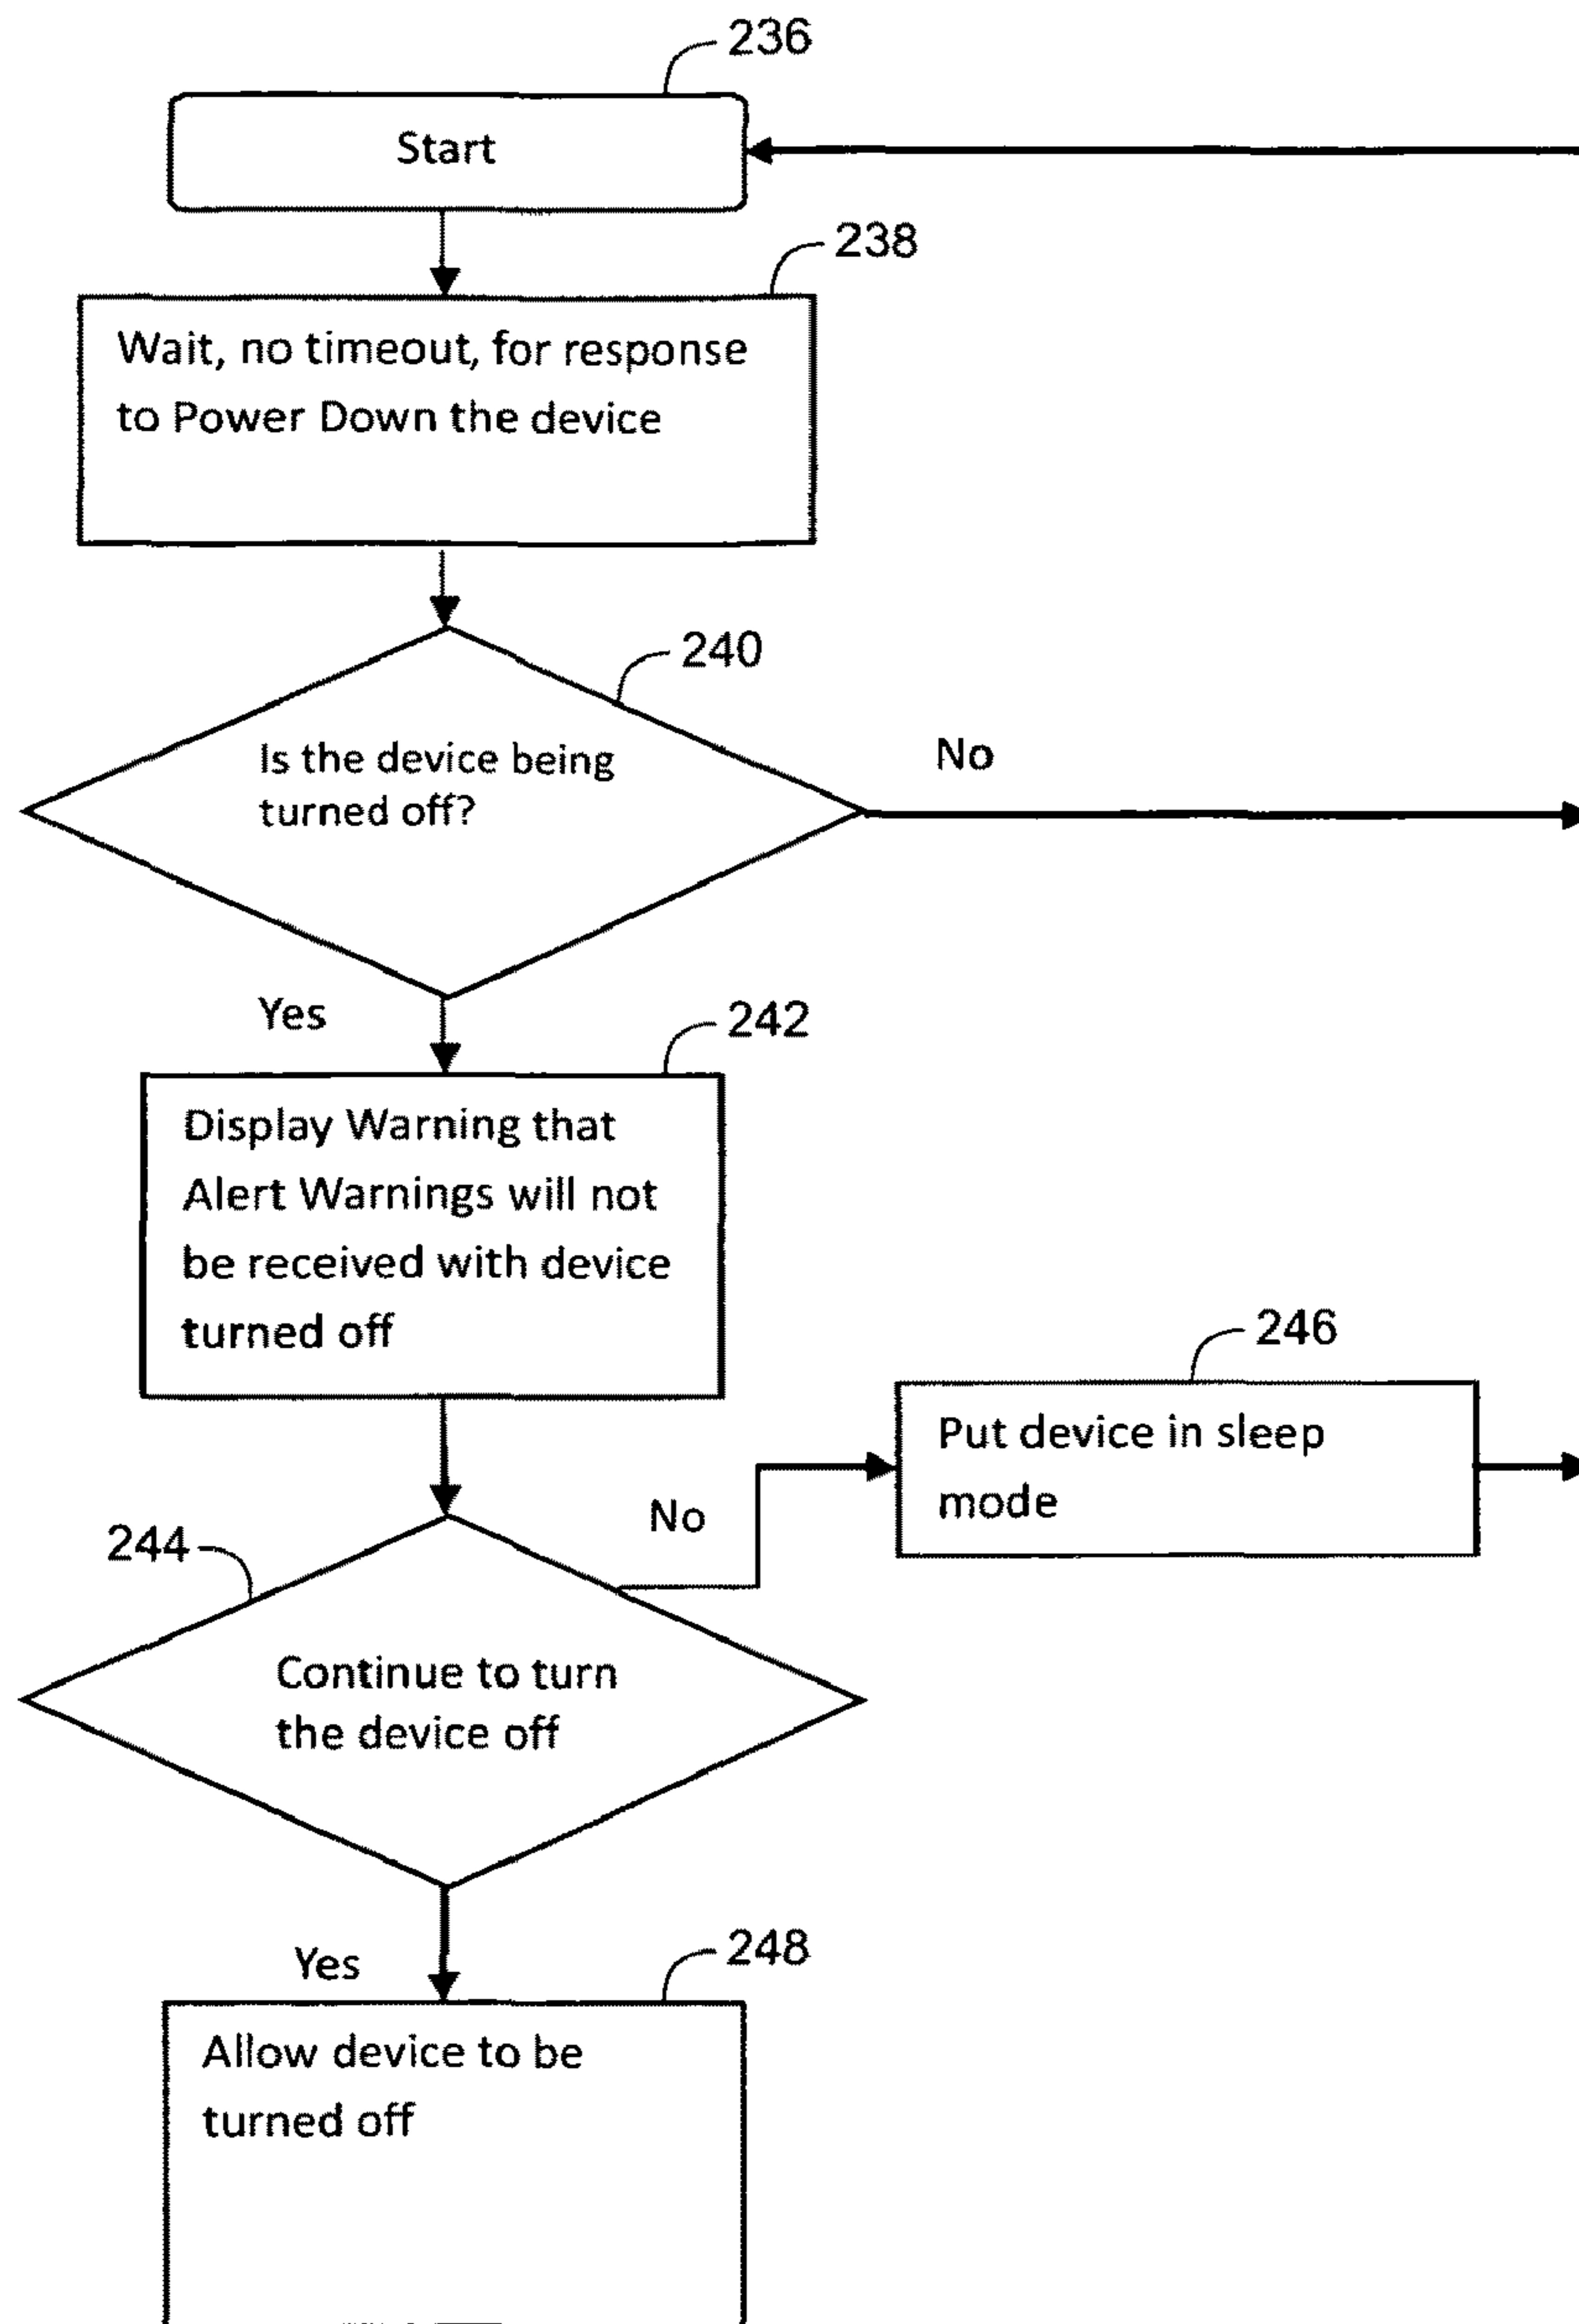 236
Start
238
Wait, no timeout, for response
to Power Down the device
240
Is the device being
turned off?
No
Yes
242
Display Warning that
Alert Warnings will not
be received with device
turned off
246
Put device in sleep
mode
No
244
Continue to turn
the device off
Yes
248
Allow device to be
turned off